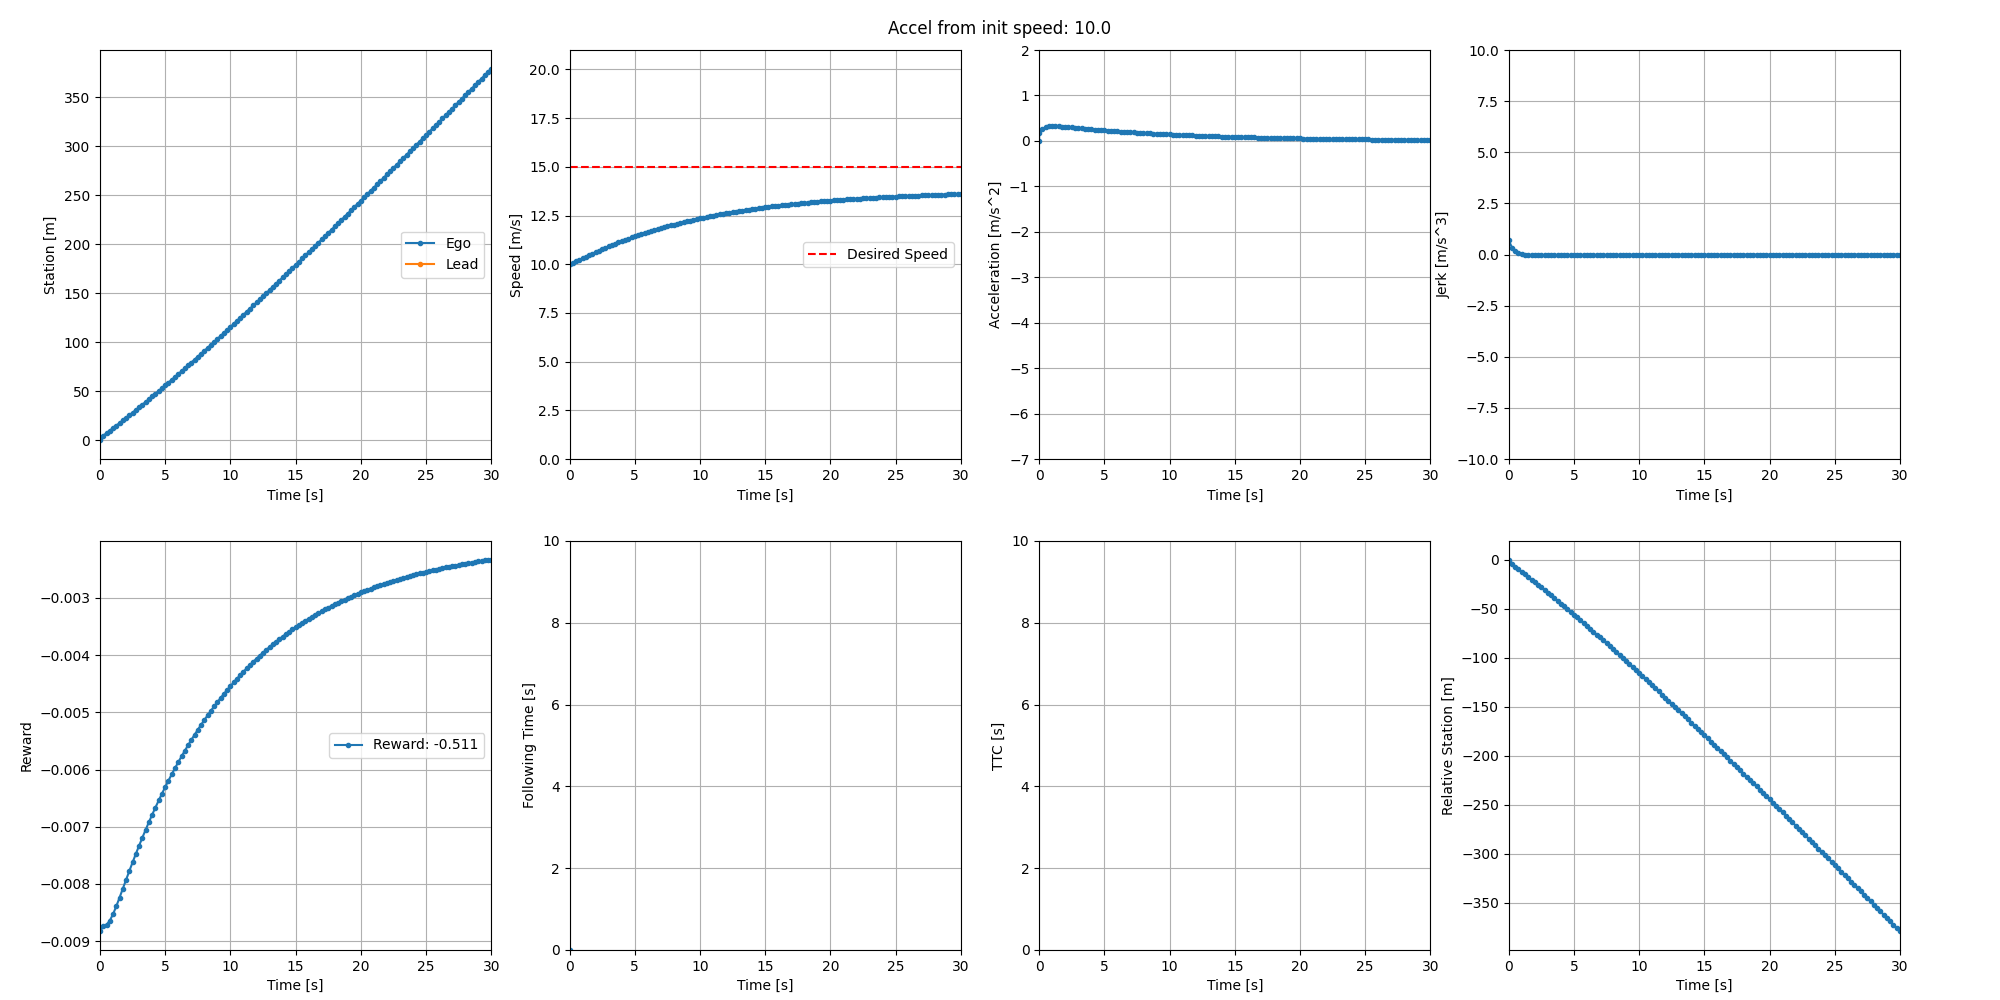 Accel from init speed: 10.0
350
300
250
200
150
100
50
0
Station [m]
Ego
Lead
0 5 10 15 20 25 30
Time [s]
20.0
17.5
15.0
12.5
10.0
7.5
5.0
2.5
0.0
Speed [m/s]
Desired Speed
0 5 10 15 20 25 30
Time [s]
2
1
0
−1
−2
−3
−4
−5
−6
−7
Acceleration [m/s^2]
0 5 10 15 20 25 30
Time [s]
10.0
7.5
5.0
2.5
0.0
−2.5
−5.0
−7.5
−10.0
Jerk [m/s^3]
0 5 10 15 20 25 30
Time [s]
−0.003
−0.004
−0.005
−0.006
−0.007
−0.008
−0.009
Reward
Reward: -0.511
0 5 10 15 20 25 30
Time [s]
10
8
6
4
2
0
Following Time [s]
0 5 10 15 20 25 30
Time [s]
10
8
6
4
2
0
TTC [s]
0 5 10 15 20 25 30
Time [s]
0
−50
−100
−150
−200
−250
−300
−350
Relative Station [m]
0 5 10 15 20 25 30
Time [s]